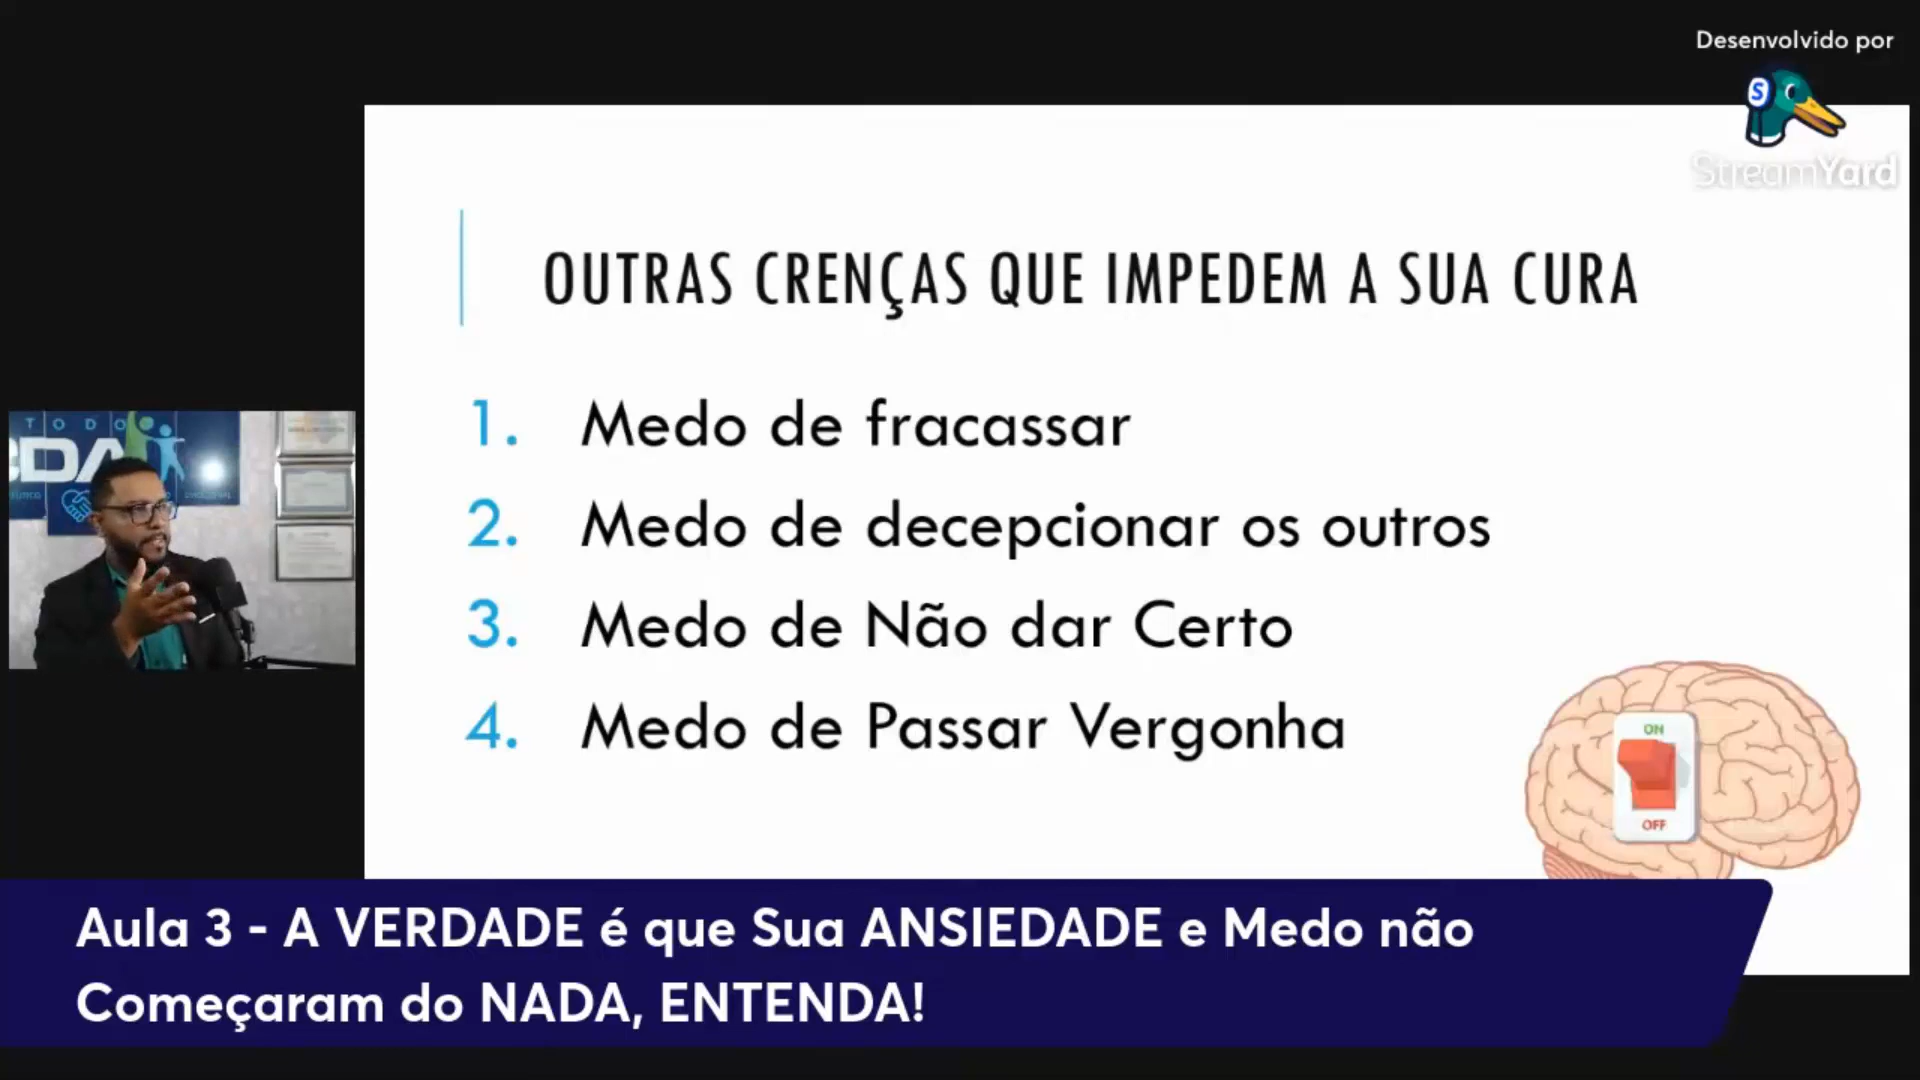 Desenvolvido por
S
StreamYard
OUTRAS CRENÇAS QUE IMPEDEM A SUA CURA
1. Medo de fracassar
2. Medo de decepcionar os outros
3. Medo de Não dar Certo
4. Medo de Passar Vergonha
TODO
ON
OFF
Aula 3 - A VERDADE é que Sua ANSIEDADE e Medo não
Começaram do NADA, ENTENDA!